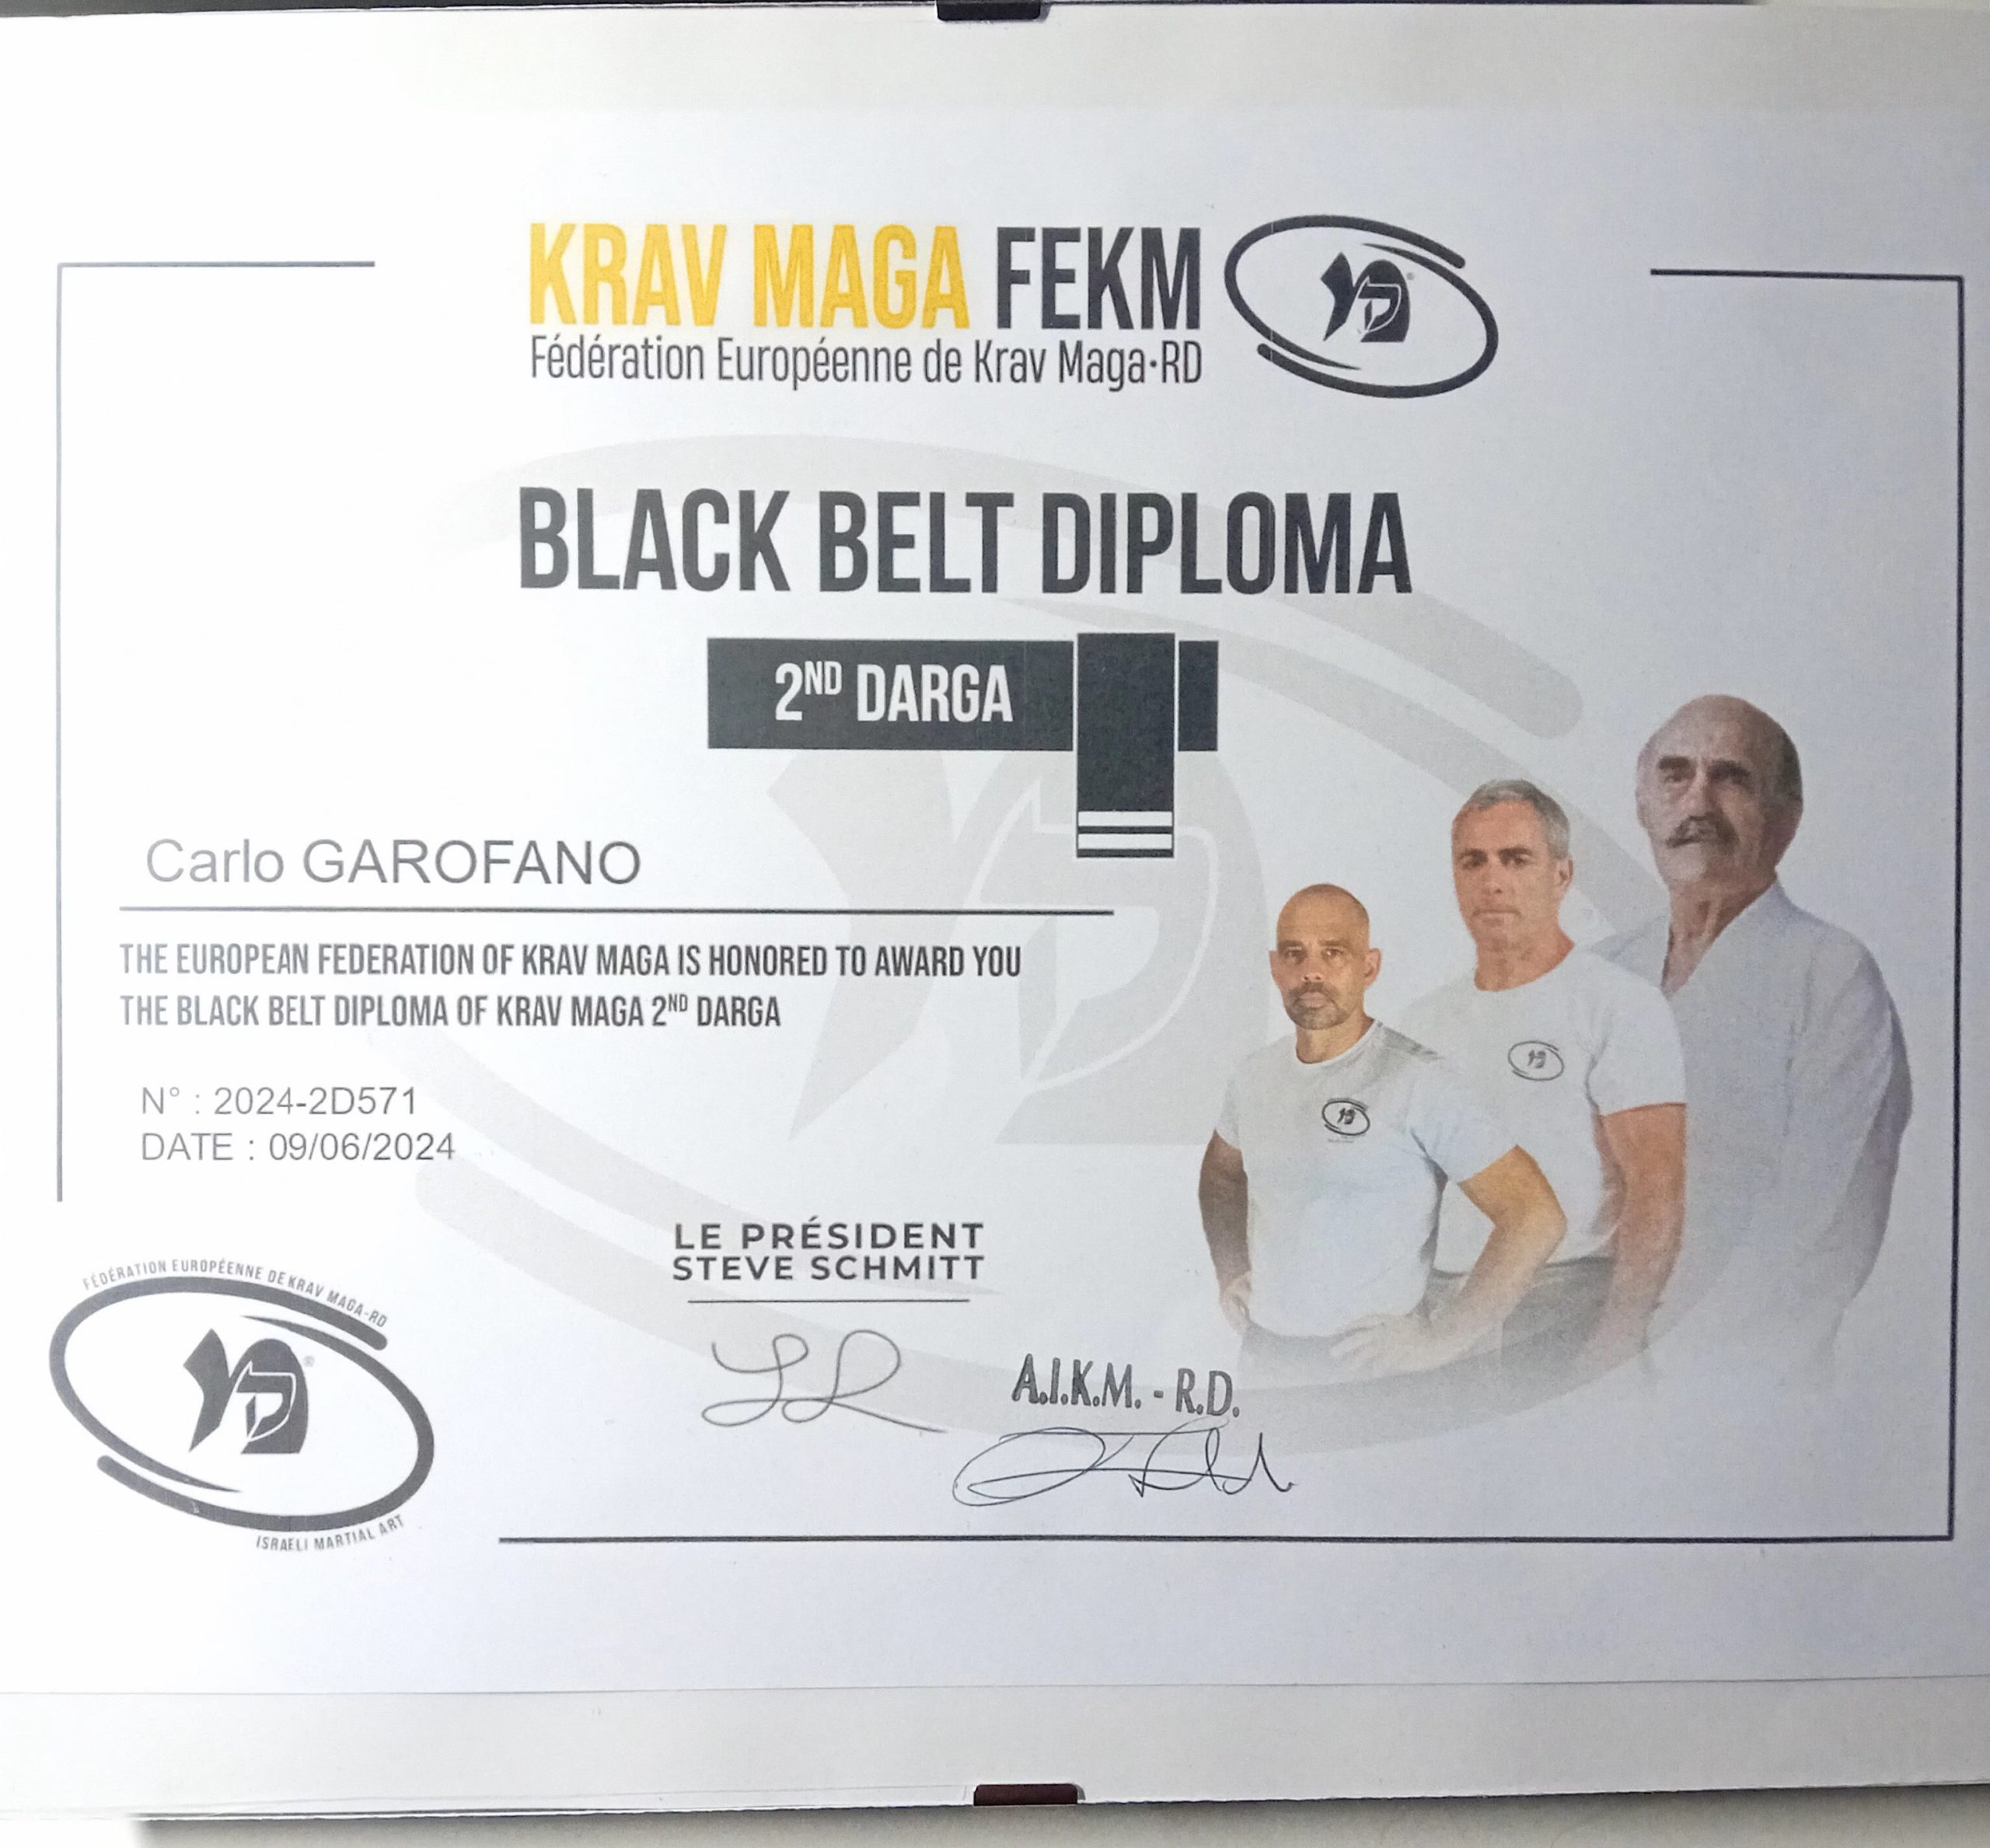 KRAV MAGA FEKM
Fédération Européenne de Krav Maga·RD
BLACK BELT DIPLOMA
2ND DARGA
Carlo GAROFANO
THE EUROPEAN FEDERATION OF KRAV MAGA IS HONORED TO AWARD YOU
THE BLACK BELT DIPLOMA OF KRAV MAGA 2ND DARGA
N° : 2024-2D571
DATE : 09/06/2024
LE PRÉSIDENT
STEVE SCHMITT
A.I.K.M. - R.D.
FÉDÉRATION EUROPÉENNE DE KRAV MAGA-RD
ISRAELI MARTIAL ART